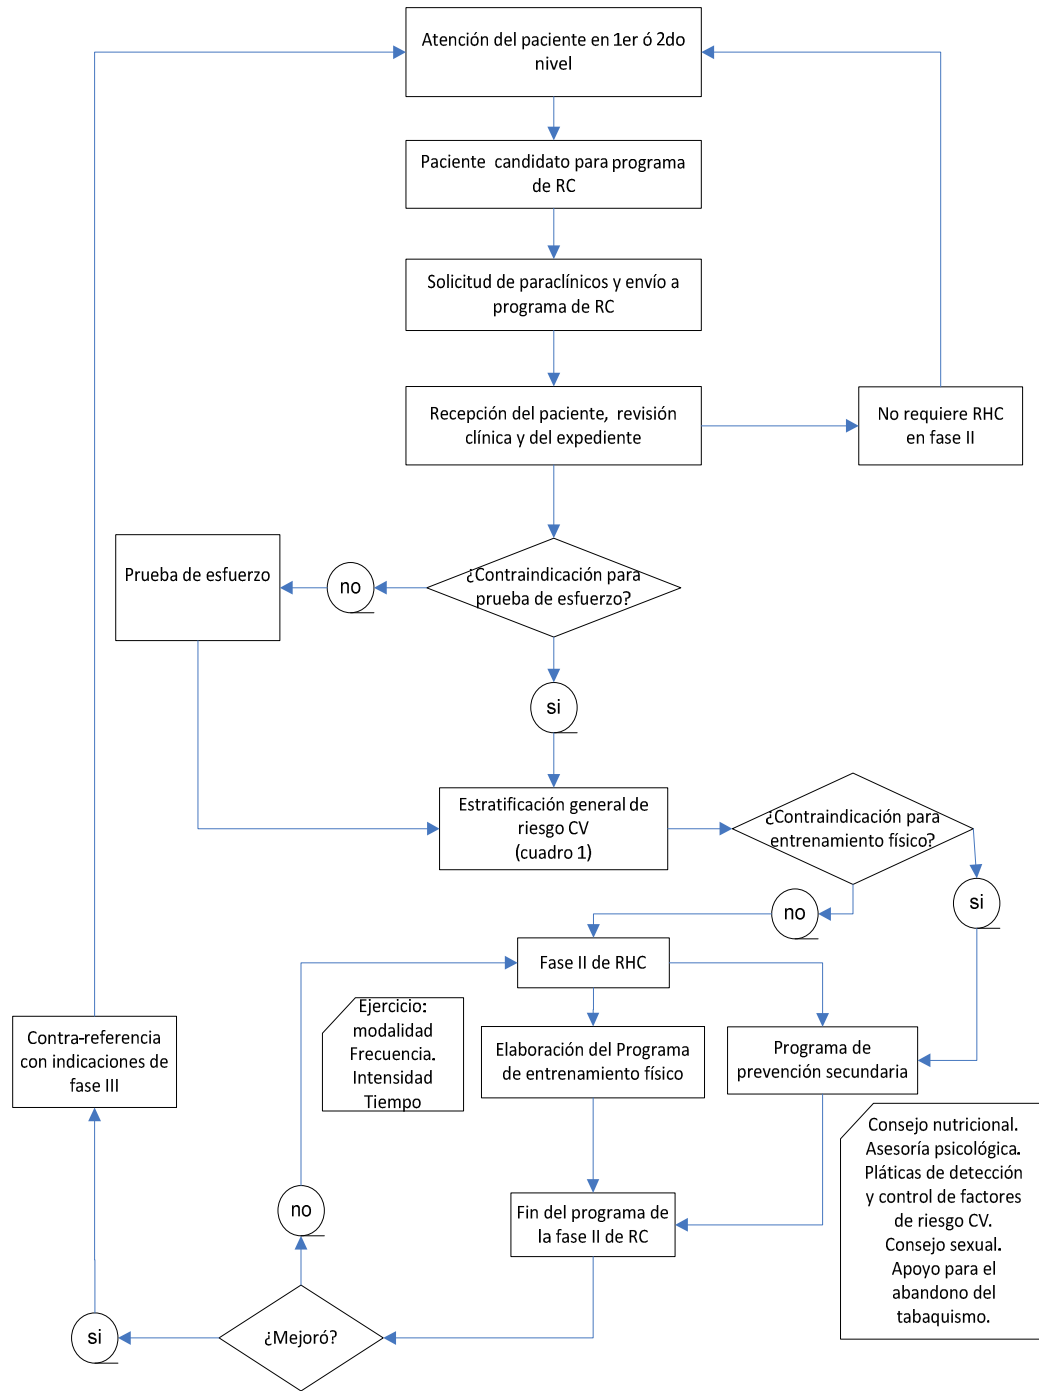 Atención del paciente en 1er ó 2do
nivel
Paciente candidato para programa
de RC
Solicitud de paraclínicos y envío a
programa de RC
Recepción del paciente, revisión
clínica y del expediente
No requiere RHC
en fase II
¿Contraindicación para
prueba de esfuerzo?
no
Prueba de esfuerzo
si
Estratificación general de
riesgo CV
(cuadro 1)
¿Contraindicación para
entrenamiento físico?
no
si
Fase II de RHC
Ejercicio:
modalidad
Frecuencia.
Intensidad
Tiempo
Elaboración del Programa
de entrenamiento físico
Programa de
prevención secundaria
Contra-referencia
con indicaciones de
fase III
Consejo nutricional.
Asesoría psicológica.
Pláticas de detección
y control de factores
de riesgo CV.
Consejo sexual.
Apoyo para el
abandono del
tabaquismo.
Fin del programa de
la fase II de RC
no
¿Mejoró?
si